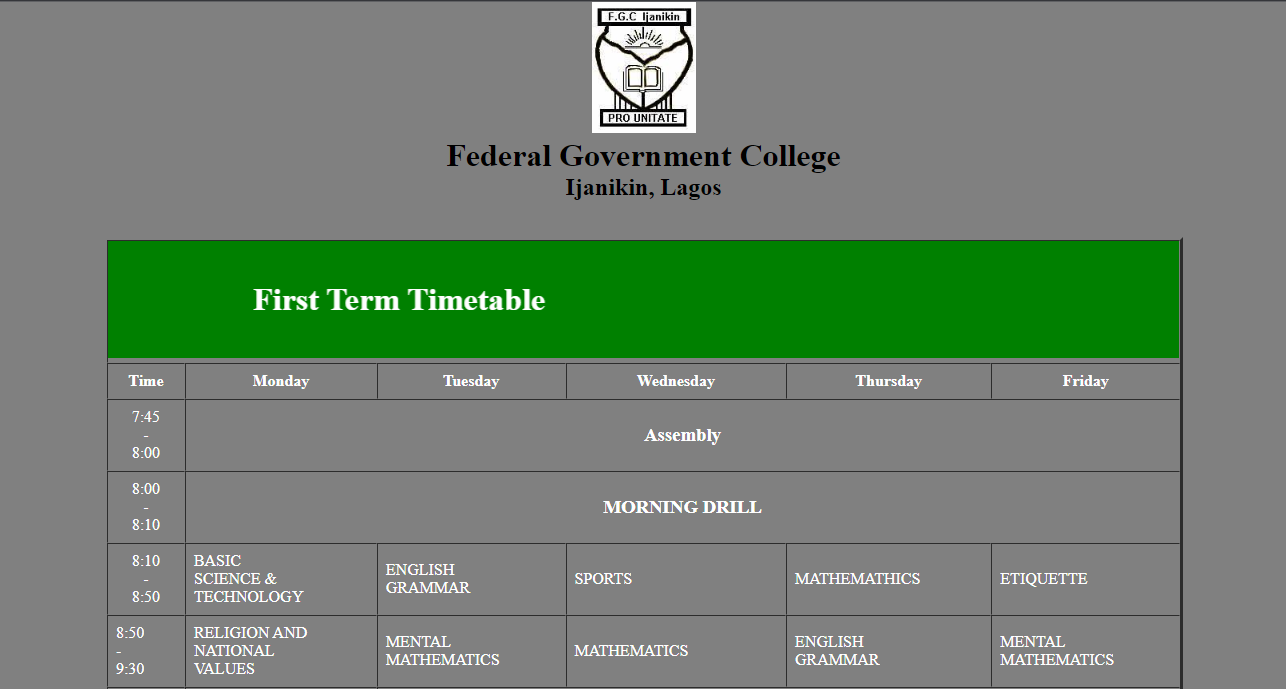 F.G.C Ijanikin
PRO UNITATE
Federal Government College
Ijanikin, Lagos
First Term Timetable
Time Monday Tuesday Wednesday Thursday Friday
7:45
-
8:00
Assembly
8:00
-
8:10
MORNING DRILL
8:10
-
8:50
BASIC
SCIENCE &
TECHNOLOGY
ENGLISH
GRAMMAR
SPORTS
MATHEMATHICS
ETIQUETTE
8:50
-
9:30
RELIGION AND
NATIONAL
VALUES
MENTAL
MATHEMATICS
MATHEMATICS
ENGLISH
GRAMMAR
MENTAL
MATHEMATICS